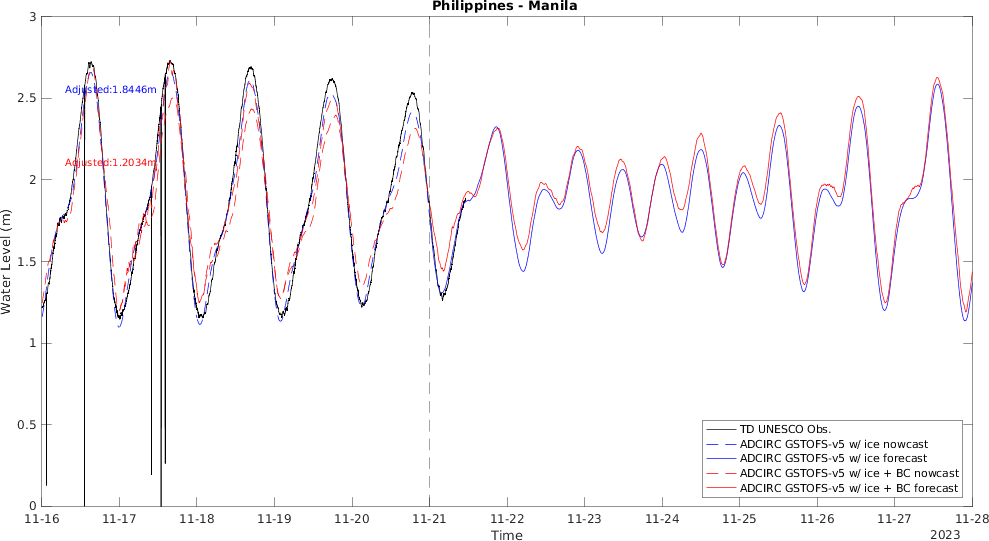 Philippines - Manila
3
2.5
2
1.5
1
0.5
0
Water Level (m)
Adjusted:1.8446m
Adjusted:1.2034m
TD UNESCO Obs.
ADCIRC GSTOFS-v5 w/ ice nowcast
ADCIRC GSTOFS-v5 w/ ice forecast
ADCIRC GSTOFS-v5 w/ ice + BC nowcast
ADCIRC GSTOFS-v5 w/ ice + BC forecast
11-16 11-17 11-18 11-19 11-20 11-21 11-22 11-23 11-24 11-25 11-26 11-27 11-28
Time
2023